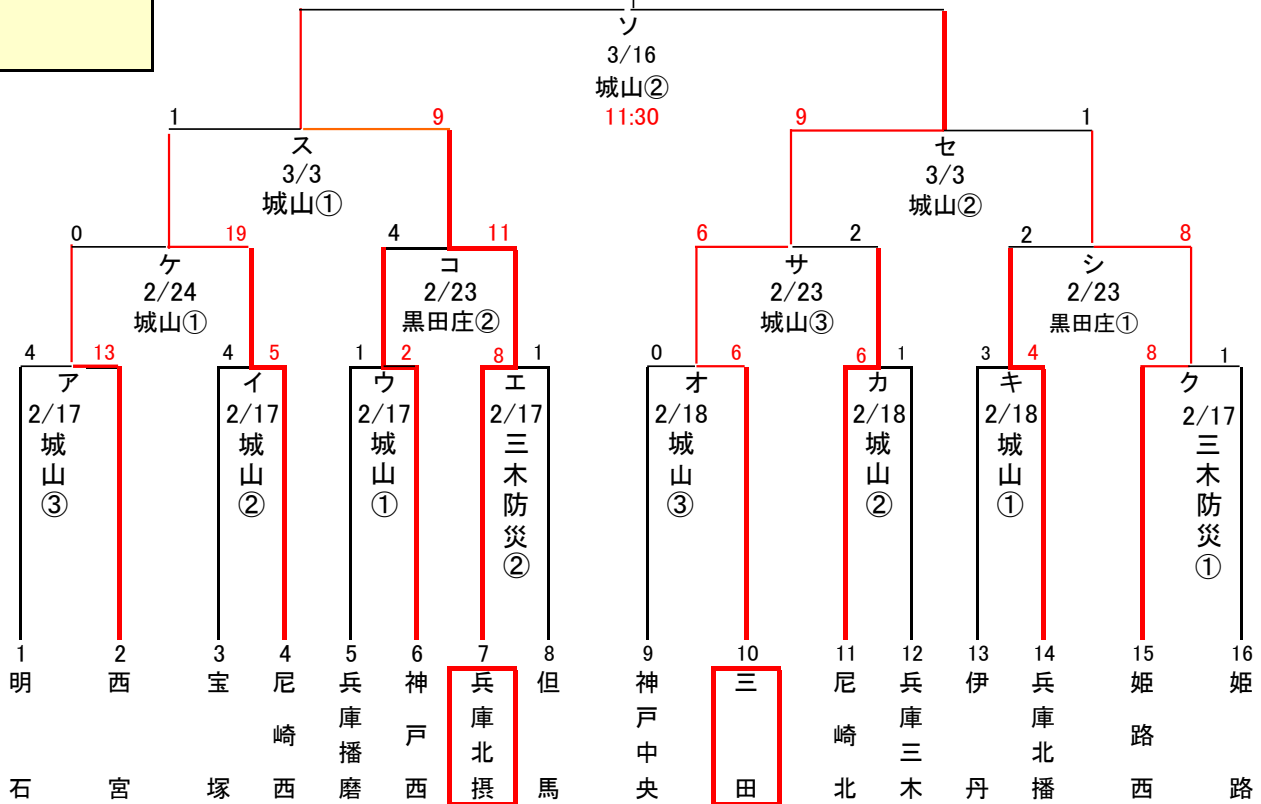 ソ
3/16
城山②
11:30
1 9
ス
3/3
城山①
9 1
セ
3/3
城山②
0 19
ケ
2/24
城山①
4 11
コ
2/23
黒田庄②
6 2
サ
2/23
城山③
2 8
シ
2/23
黒田庄①
4 13
ア
2/17
城山③
4 5
イ
2/17
城山②
1 2
ウ
2/17
城山①
8 1
エ
2/17
三木防災②
0 6
オ
2/18
城山③
6 1
カ
2/18
城山②
3 4
キ
2/18
城山①
8 1
ク
2/17
三木防災①
1 明石
2 西宮
3 宝塚
4 尼崎西
5 兵庫播磨
6 神戸西
7 兵庫北摂
8 但馬
9 神戸中央
10 三田
11 尼崎北
12 兵庫三木
13 伊丹
14 兵庫北播
15 姫路西
16 姫路